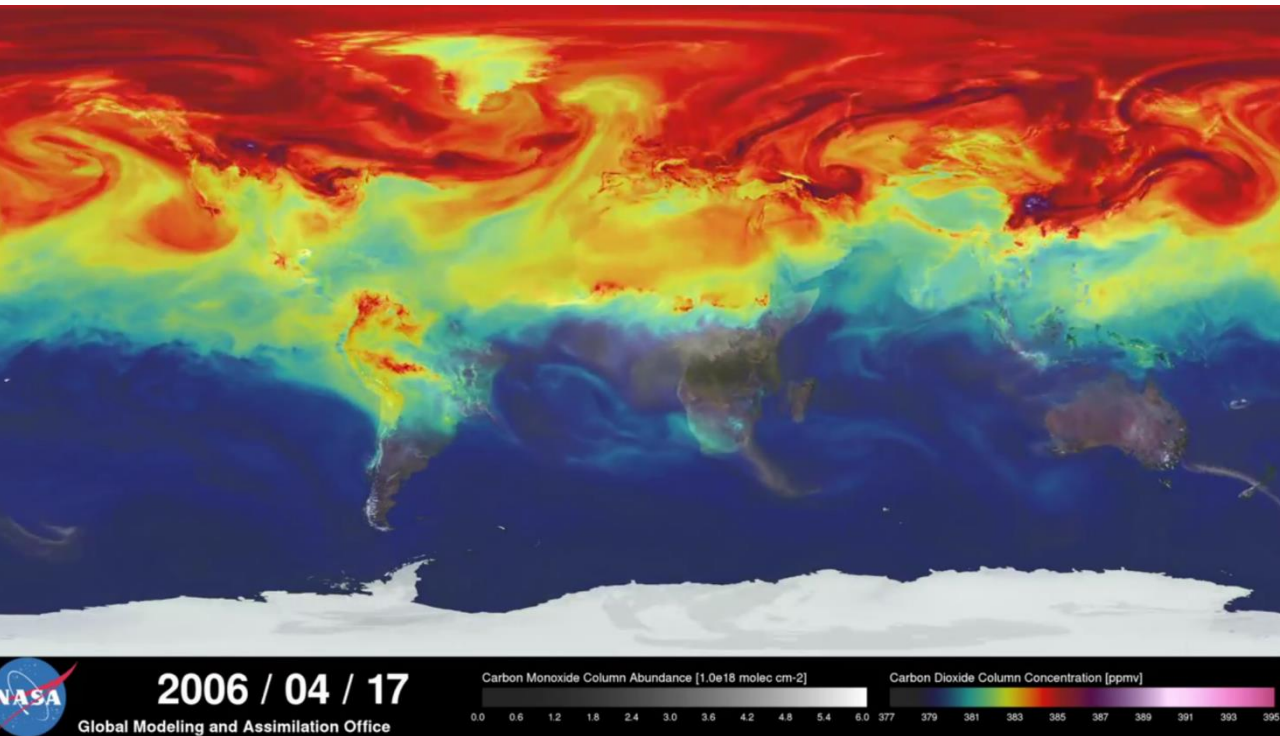 NASA
2006 / 04 / 17
Global Modeling and Assimilation Office
Carbon Monoxide Column Abundance [1.0e18 molec cm-2]
0.0 0.6 1.2 1.8 2.4 3.0 3.6 4.2 4.8 5.4 6.0
Carbon Dioxide Column Concentration [ppmv]
377 379 381 383 385 387 389 391 393 395